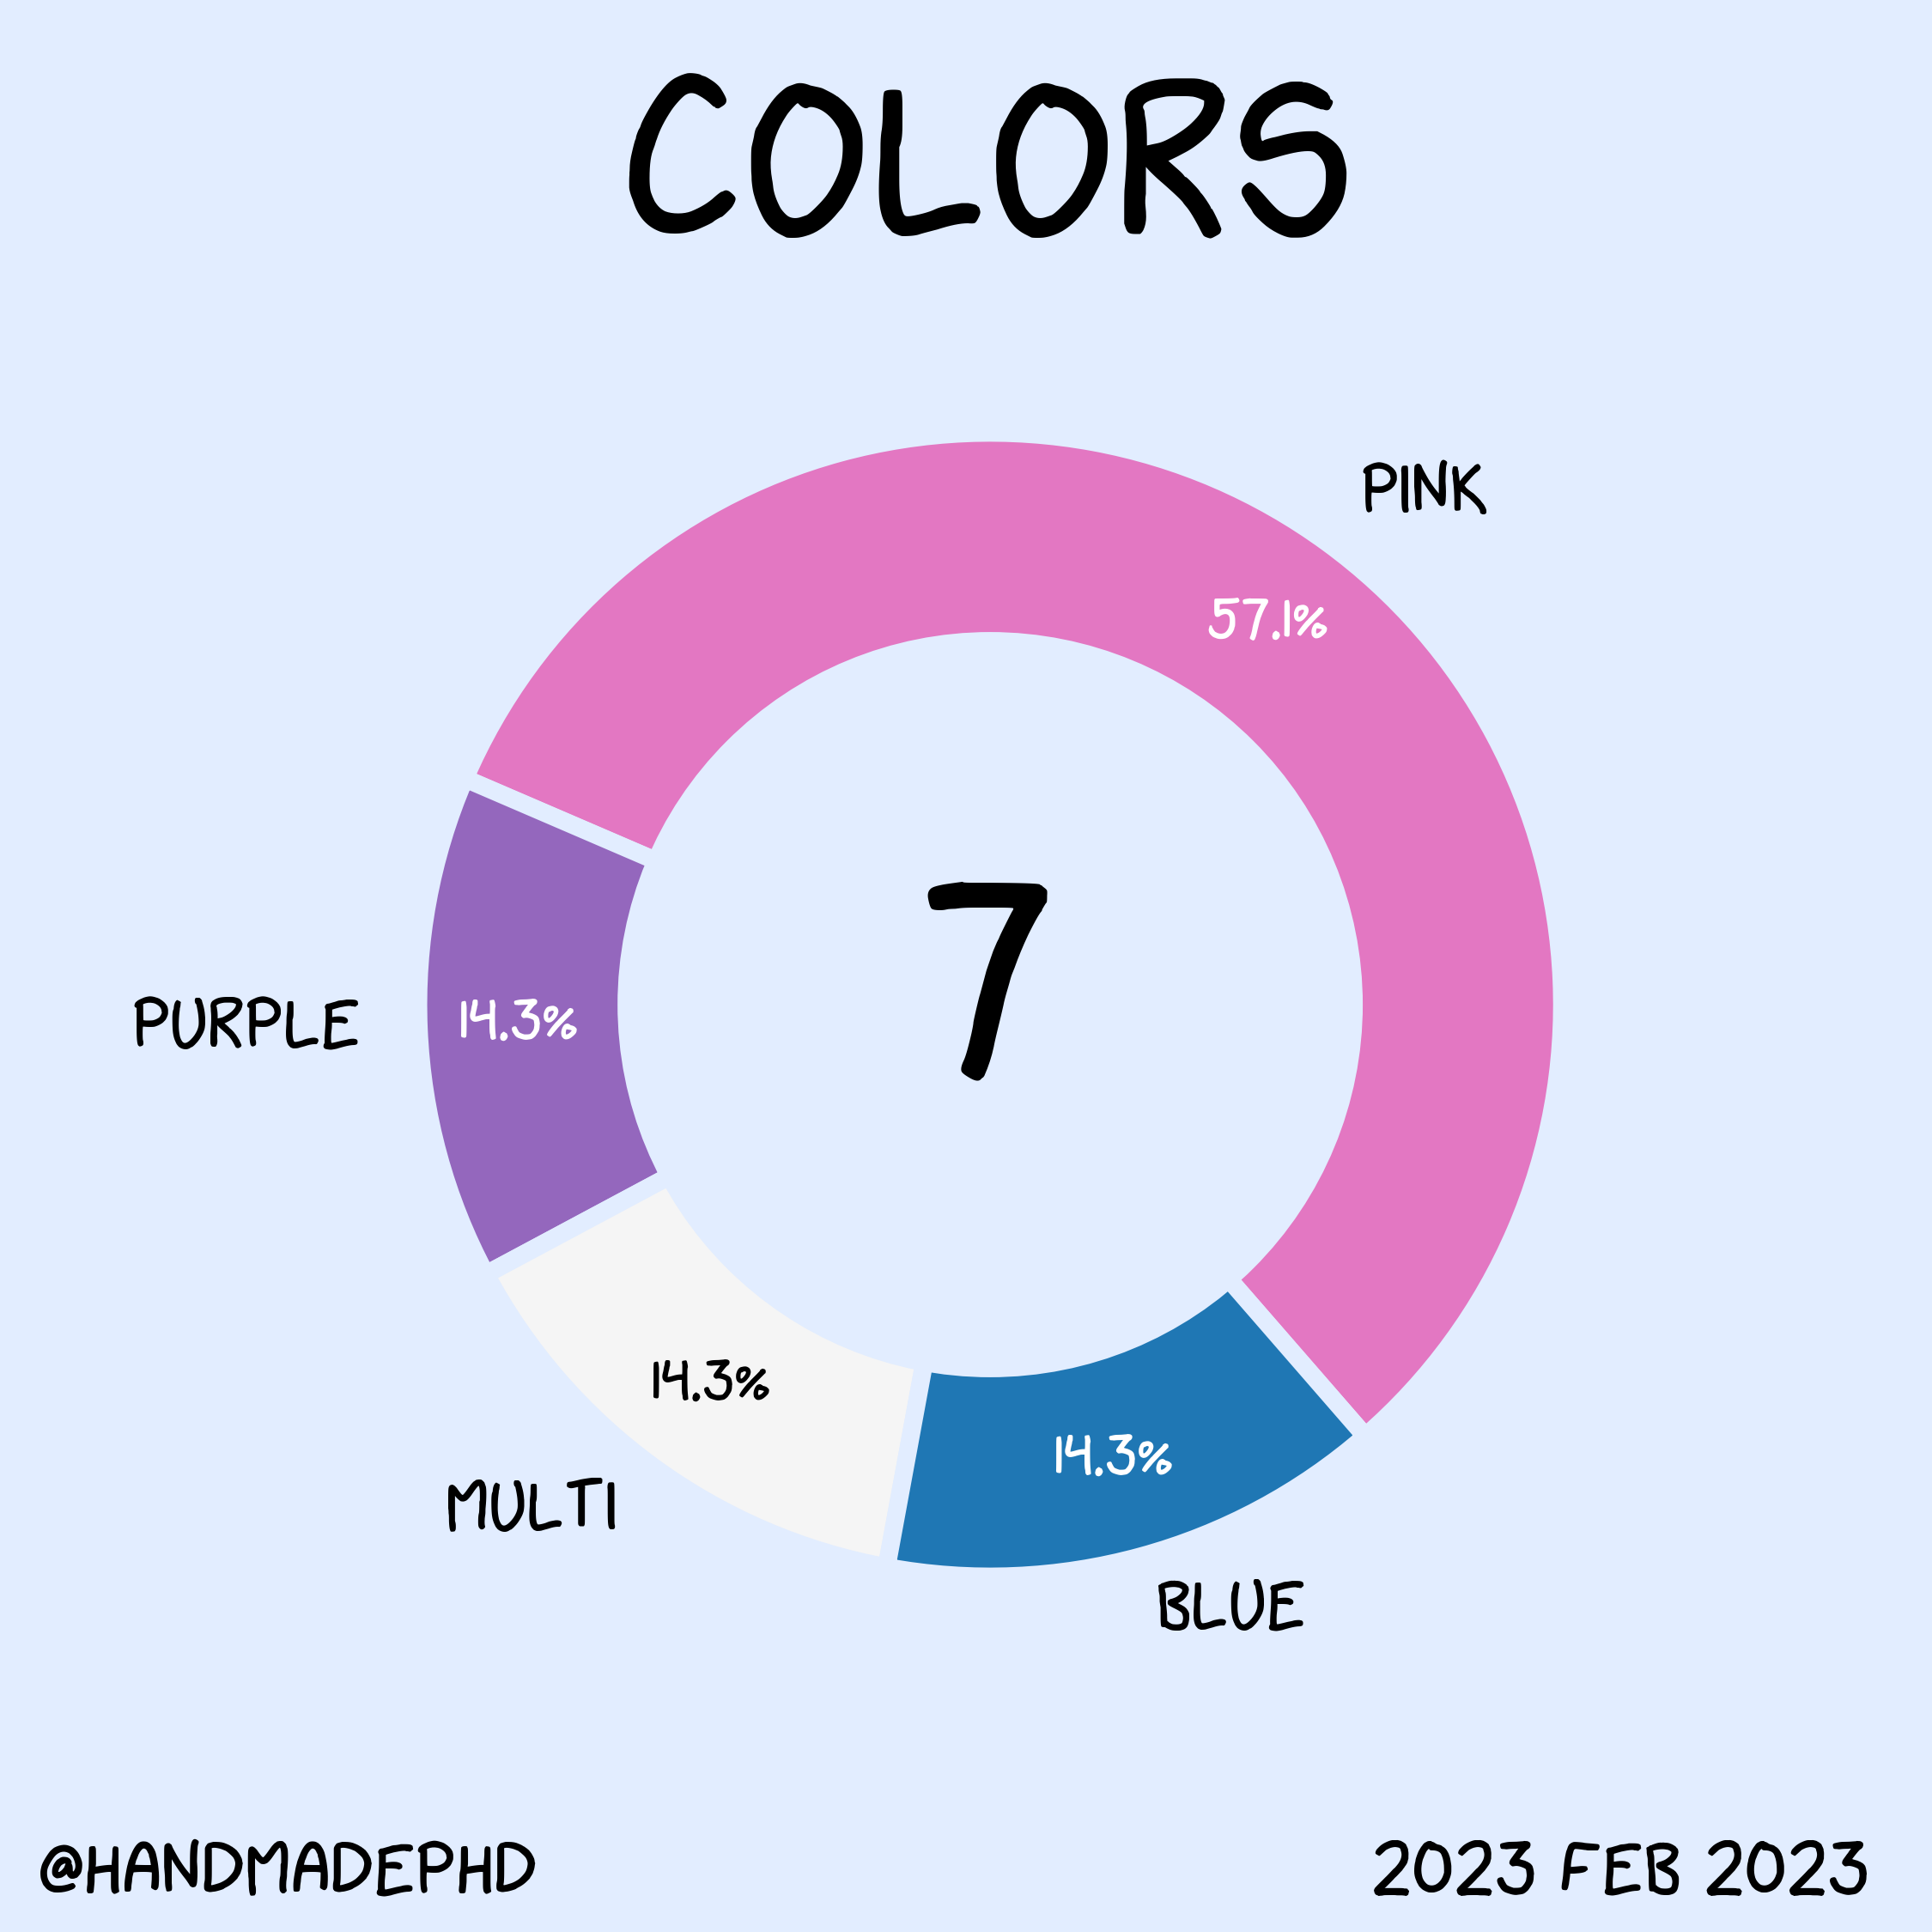 COLORS
PINK
57.1%
7
PURPLE
14.3%
14.3%
MULTI
14.3%
BLUE
@HANDMADEPHD
2023 FEB 2023